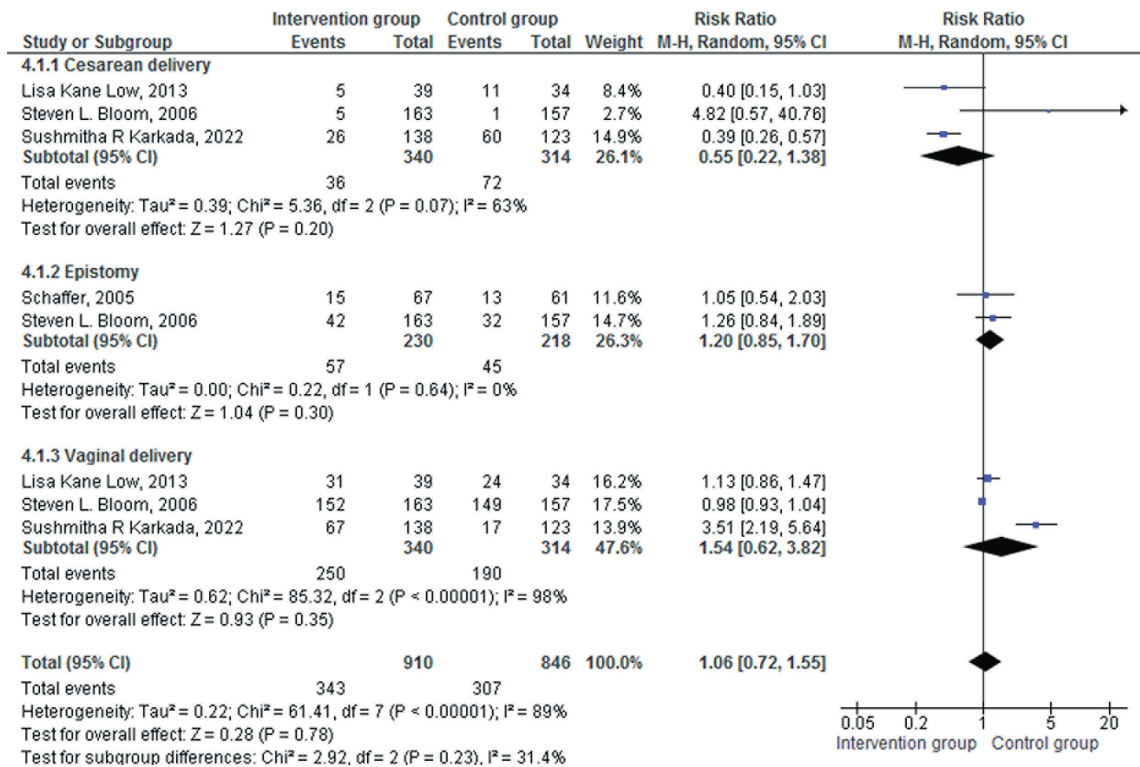 Intervention group Control group Risk Ratio Risk Ratio
Study or Subgroup Events Total Events Total Weight M-H, Random, 95% CI M-H, Random, 95% CI
4.1.1 Cesarean delivery
Lisa Kane Low, 2013 5 39 11 34 8.4% 0.40 [0.15, 1.03]
Steven L. Bloom, 2006 5 163 1 157 2.7% 4.82 [0.57, 40.76]
Sushmitha R Karkada, 2022 26 138 60 123 14.9% 0.39 [0.26, 0.57]
Subtotal (95% CI) 340 314 26.1% 0.55 [0.22, 1.38]
Total events 36 72
Heterogeneity: Tau² = 0.39; Chi² = 5.36, df = 2 (P = 0.07); I² = 63%
Test for overall effect: Z = 1.27 (P = 0.20)
4.1.2 Epistomy
Schaffer, 2005 15 67 13 61 11.6% 1.05 [0.54, 2.03]
Steven L. Bloom, 2006 42 163 32 157 14.7% 1.26 [0.84, 1.89]
Subtotal (95% CI) 230 218 26.3% 1.20 [0.85, 1.70]
Total events 57 45
Heterogeneity: Tau² = 0.00; Chi² = 0.22, df = 1 (P = 0.64); I² = 0%
Test for overall effect: Z = 1.04 (P = 0.30)
4.1.3 Vaginal delivery
Lisa Kane Low, 2013 31 39 24 34 16.2% 1.13 [0.86, 1.47]
Steven L. Bloom, 2006 152 163 149 157 17.5% 0.98 [0.93, 1.04]
Sushmitha R Karkada, 2022 67 138 17 123 13.9% 3.51 [2.19, 5.64]
Subtotal (95% CI) 340 314 47.6% 1.54 [0.62, 3.82]
Total events 250 190
Heterogeneity: Tau² = 0.62; Chi² = 85.32, df = 2 (P < 0.00001); I² = 98%
Test for overall effect: Z = 0.93 (P = 0.35)
Total (95% CI) 910 846 100.0% 1.06 [0.72, 1.55]
Total events 343 307
Heterogeneity: Tau² = 0.22; Chi² = 61.41, df = 7 (P < 0.00001); I² = 89%
Test for overall effect: Z = 0.28 (P = 0.78)
Test for subgroup differences: Chi² = 2.92, df = 2 (P = 0.23), I² = 31.4%
0.05 0.2 1 5 20
Intervention group Control group